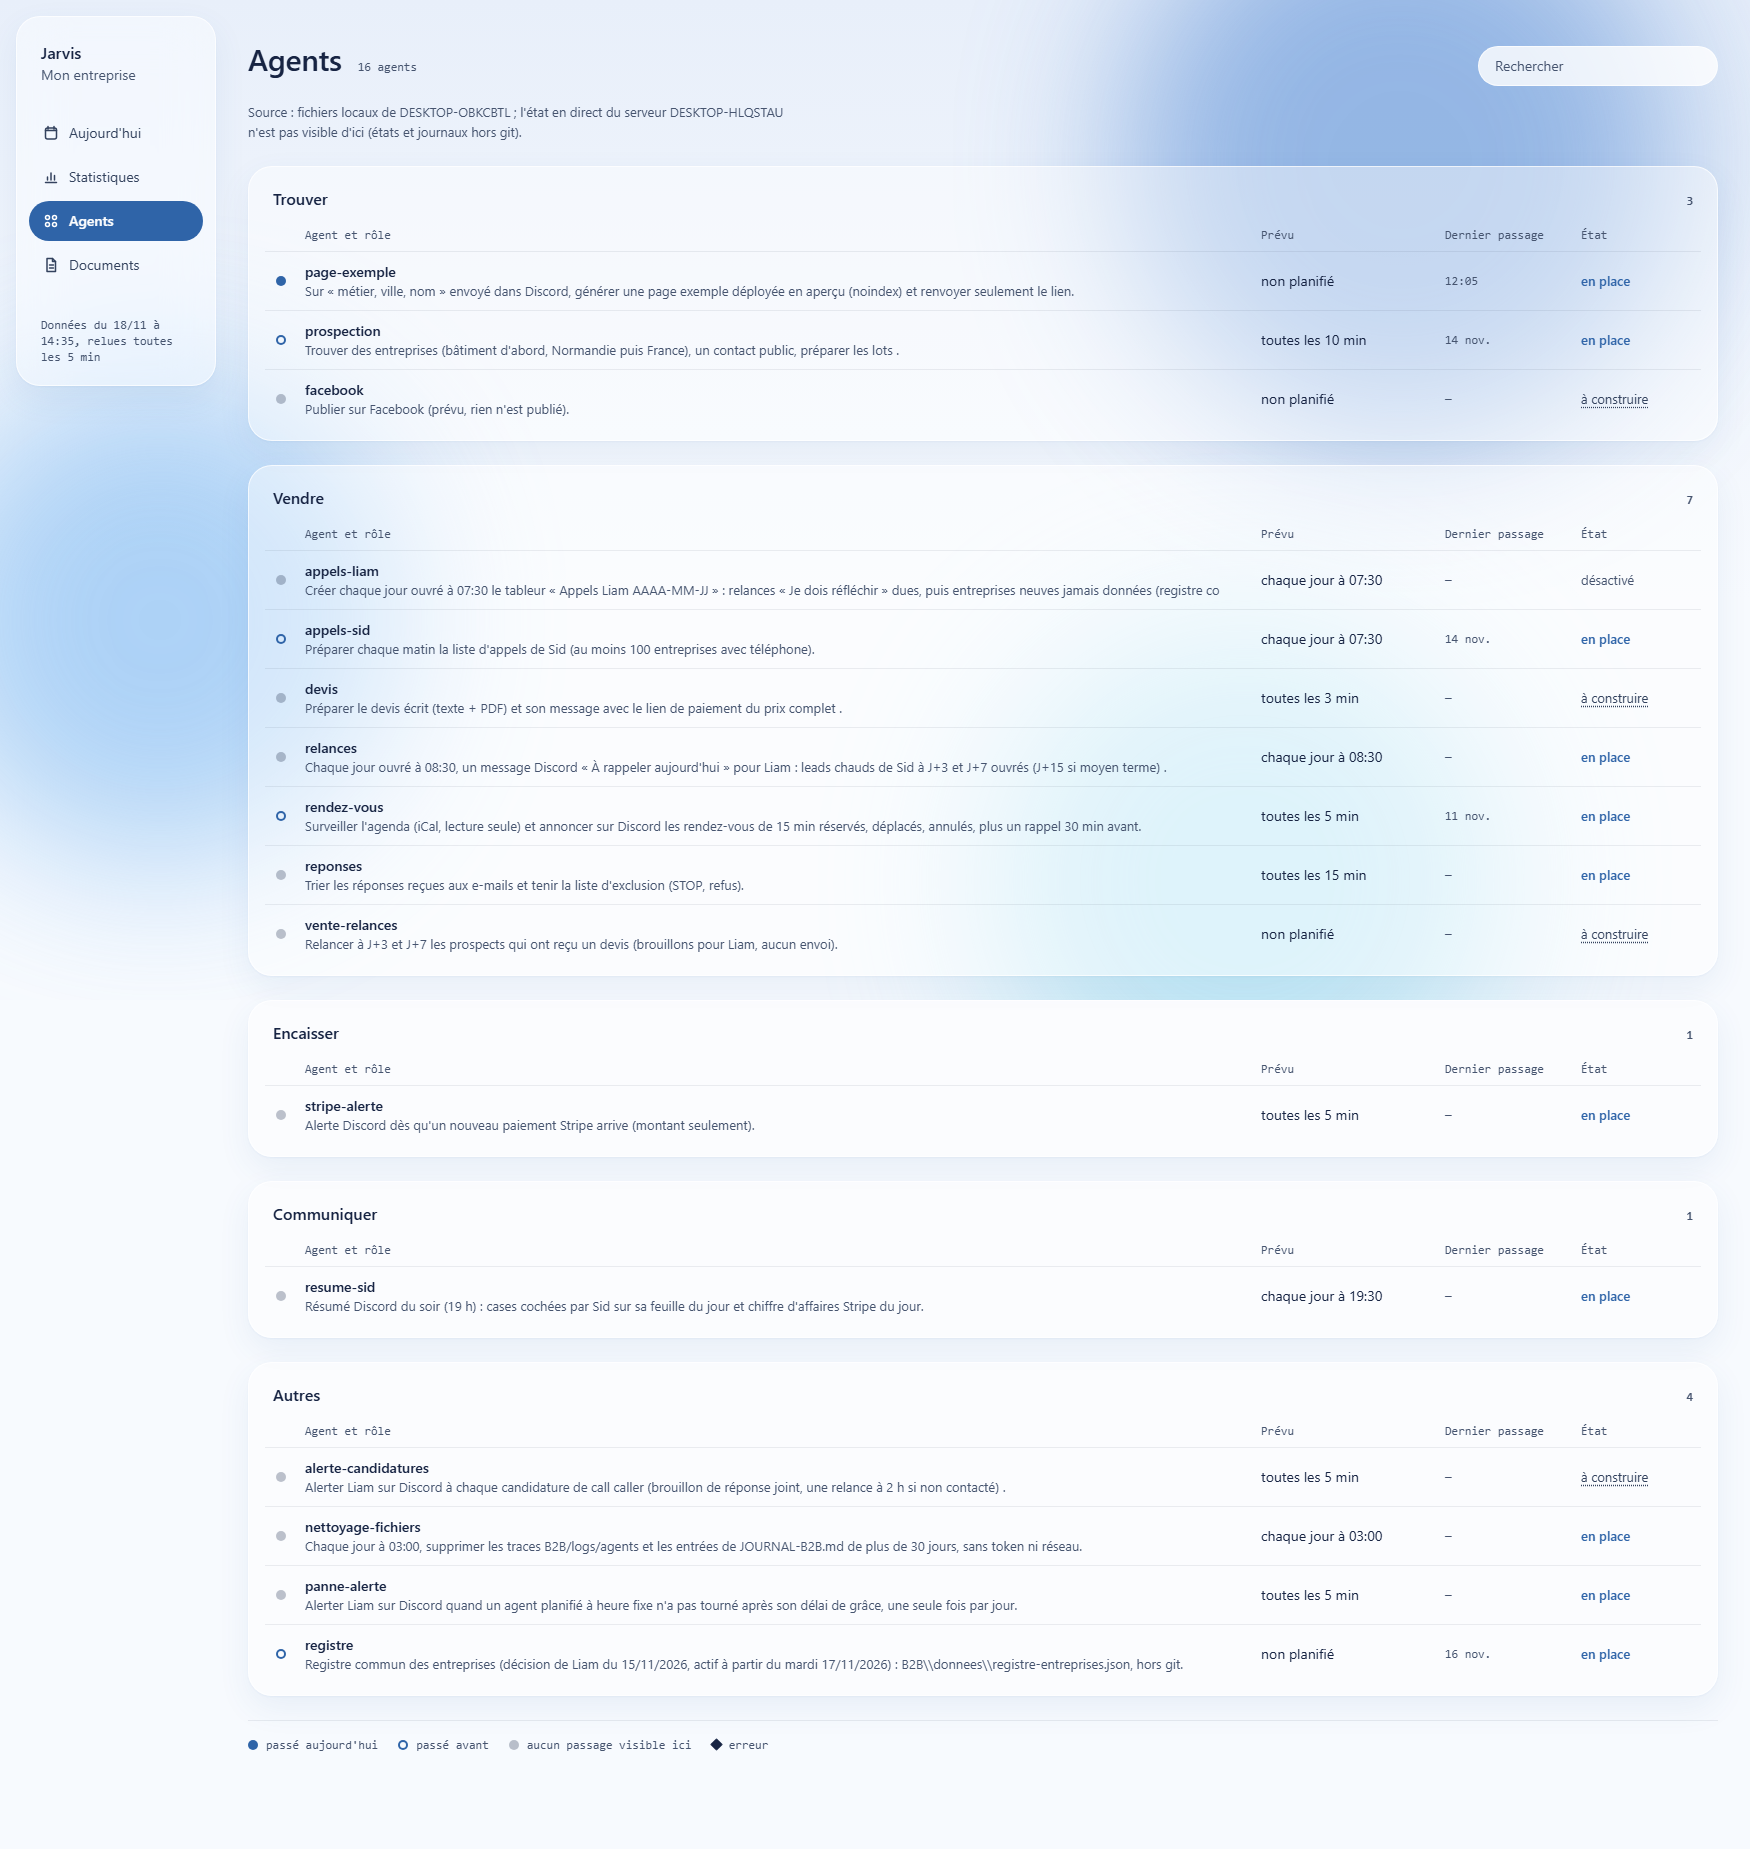 Jarvis
Mon entreprise
Aujourd'hui
Statistiques
Agents
Documents
Données du 18/11 à
14:35, relues toutes
les 5 min
Agents 16 agents
Rechercher
Source : fichiers locaux de DESKTOP-OBKCBTL ; l'état en direct du serveur DESKTOP-HLQSTAU
n'est pas visible d'ici (états et journaux hors git).
Trouver 3
Agent et rôle Prévu Dernier passage État
page-exemple
Sur « métier, ville, nom » envoyé dans Discord, générer une page exemple déployée en aperçu (noindex) et renvoyer seulement le lien.
non planifié 12:05 en place
prospection
Trouver des entreprises (bâtiment d'abord, Normandie puis France), un contact public, préparer les lots .
toutes les 10 min 14 nov. en place
facebook
Publier sur Facebook (prévu, rien n'est publié).
non planifié – à construire
Vendre 7
Agent et rôle Prévu Dernier passage État
appels-liam
Créer chaque jour ouvré à 07:30 le tableur « Appels Liam AAAA-MM-JJ » : relances « Je dois réfléchir » dues, puis entreprises neuves jamais données (registre co
chaque jour à 07:30 – désactivé
appels-sid
Préparer chaque matin la liste d'appels de Sid (au moins 100 entreprises avec téléphone).
chaque jour à 07:30 14 nov. en place
devis
Préparer le devis écrit (texte + PDF) et son message avec le lien de paiement du prix complet .
toutes les 3 min – à construire
relances
Chaque jour ouvré à 08:30, un message Discord « À rappeler aujourd'hui » pour Liam : leads chauds de Sid à J+3 et J+7 ouvrés (J+15 si moyen terme) .
chaque jour à 08:30 – en place
rendez-vous
Surveiller l'agenda (iCal, lecture seule) et annoncer sur Discord les rendez-vous de 15 min réservés, déplacés, annulés, plus un rappel 30 min avant.
toutes les 5 min 11 nov. en place
reponses
Trier les réponses reçues aux e-mails et tenir la liste d'exclusion (STOP, refus).
toutes les 15 min – en place
vente-relances
Relancer à J+3 et J+7 les prospects qui ont reçu un devis (brouillons pour Liam, aucun envoi).
non planifié – à construire
Encaisser 1
Agent et rôle Prévu Dernier passage État
stripe-alerte
Alerte Discord dès qu'un nouveau paiement Stripe arrive (montant seulement).
toutes les 5 min – en place
Communiquer 1
Agent et rôle Prévu Dernier passage État
resume-sid
Résumé Discord du soir (19 h) : cases cochées par Sid sur sa feuille du jour et chiffre d'affaires Stripe du jour.
chaque jour à 19:30 – en place
Autres 4
Agent et rôle Prévu Dernier passage État
alerte-candidatures
Alerter Liam sur Discord à chaque candidature de call caller (brouillon de réponse joint, une relance à 2 h si non contacté) .
toutes les 5 min – à construire
nettoyage-fichiers
Chaque jour à 03:00, supprimer les traces B2B/logs/agents et les entrées de JOURNAL-B2B.md de plus de 30 jours, sans token ni réseau.
chaque jour à 03:00 – en place
panne-alerte
Alerter Liam sur Discord quand un agent planifié à heure fixe n'a pas tourné après son délai de grâce, une seule fois par jour.
toutes les 5 min – en place
registre
Registre commun des entreprises (décision de Liam du 15/11/2026, actif à partir du mardi 17/11/2026) : B2B\\donnees\\registre-entreprises.json, hors git.
non planifié 16 nov. en place
passé aujourd'hui passé avant aucun passage visible ici erreur